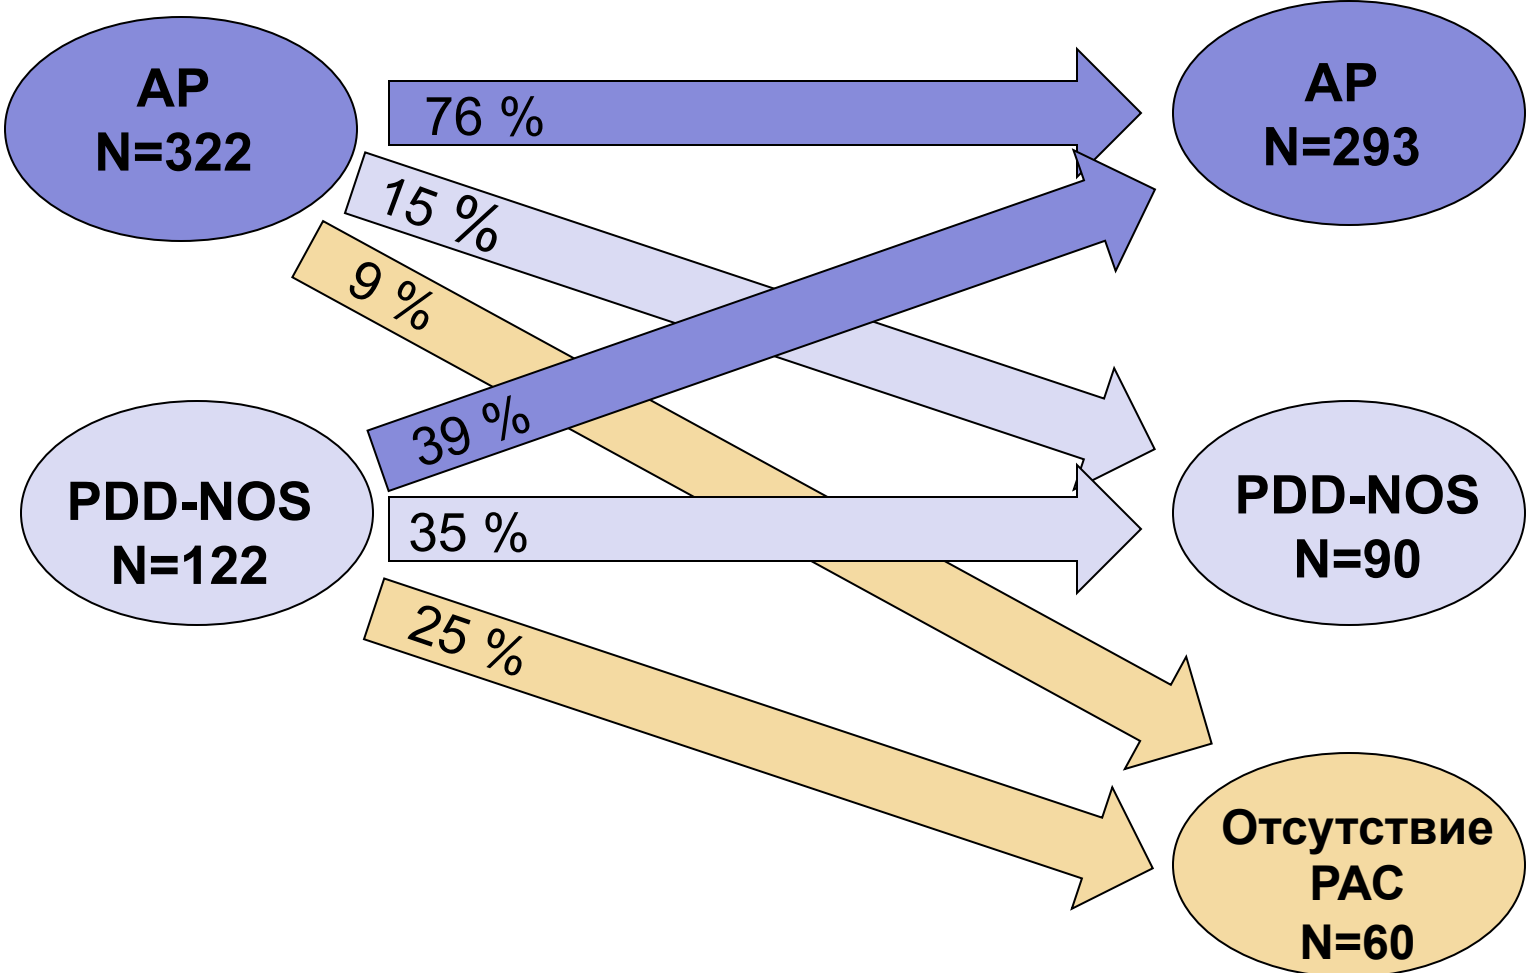 АР
N=322
76 %
15 %
9 %
АР
N=293
PDD-NOS
N=122
39 %
35 %
25 %
PDD-NOS
N=90
Отсутствие
РАС
N=60